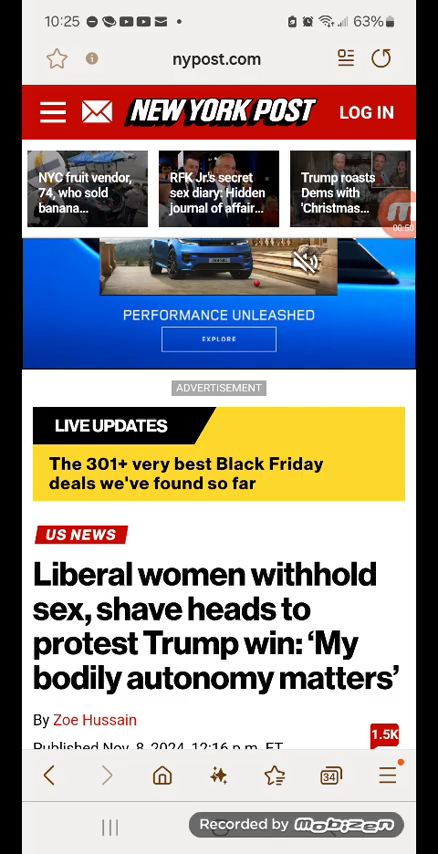 10:25
63%
nypost.com
NEW YORK POST
LOG IN
NYC fruit vendor,
74, who sold
banana...
RFK Jr.'s secret
sex diary: Hidden
journal of affair...
Trump roasts
Dems with
'Christmas...
00:50
PERFORMANCE UNLEASHED
EXPLORE
ADVERTISEMENT
LIVE UPDATES
The 301+ very best Black Friday
deals we've found so far
US NEWS
Liberal women withhold
sex, shave heads to
protest Trump win: ‘My
bodily autonomy matters’
By Zoe Hussain
1.5K
Published Nov. 8, 2024, 12:16 p.m. ET
34
Recorded by mobizen